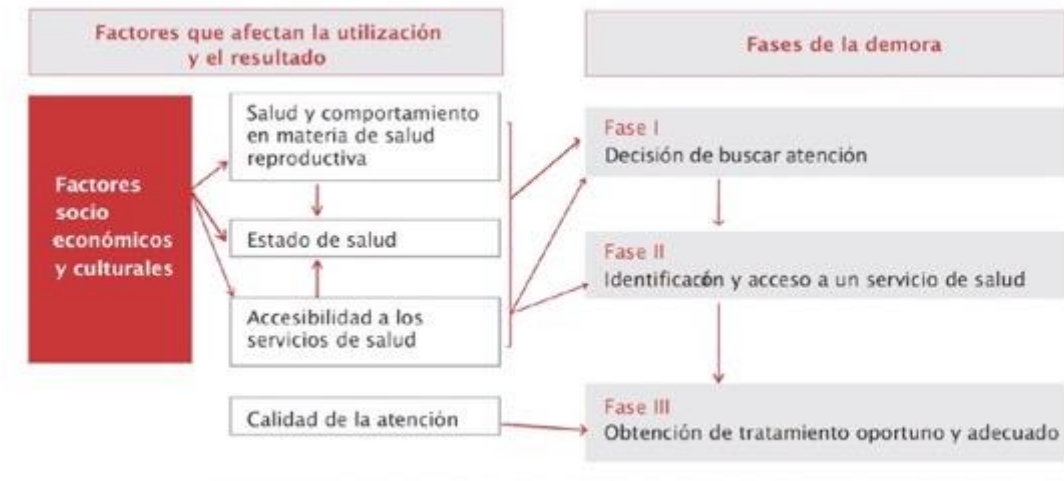 Factores que afectan la utilización
y el resultado
Fases de la demora
Factores
socio
económicos
y culturales
Salud y comportamiento
en materia de salud
reproductiva
Estado de salud
Accesibilidad a los
servicios de salud
Calidad de la atención
Fase I
Decisión de buscar atención
Fase II
Identificacón y acceso a un servicio de salud
Fase III
Obtención de tratamiento oportuno y adecuado